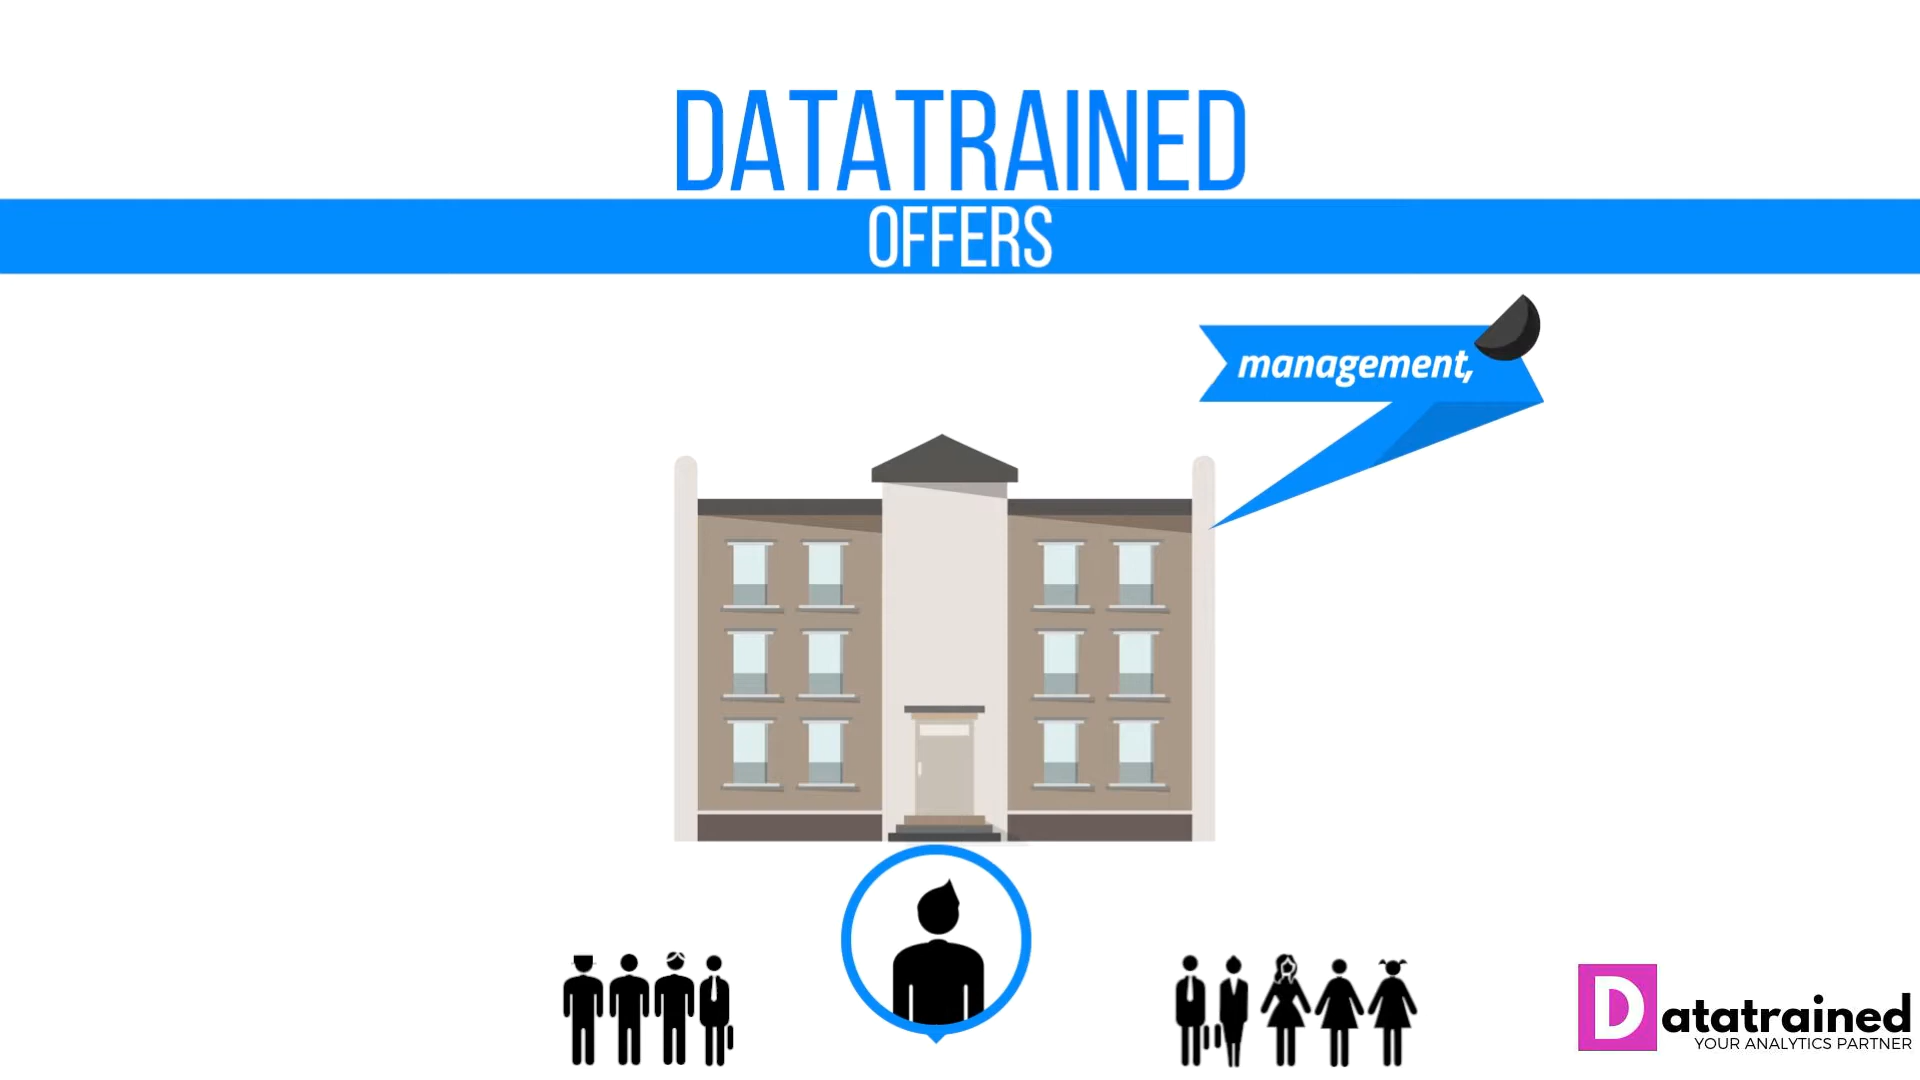 DATATRAINED
OFFERS
management,
Datatrained
YOUR ANALYTICS PARTNER